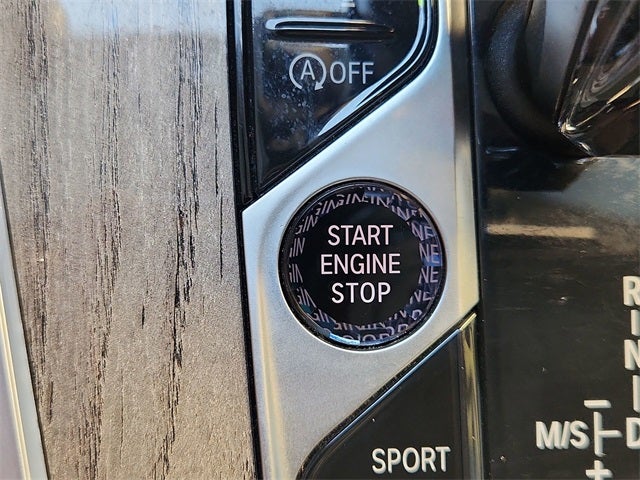 (A) OFF
START
ENGINE
STOP
R
N
M/S
D
SPORT